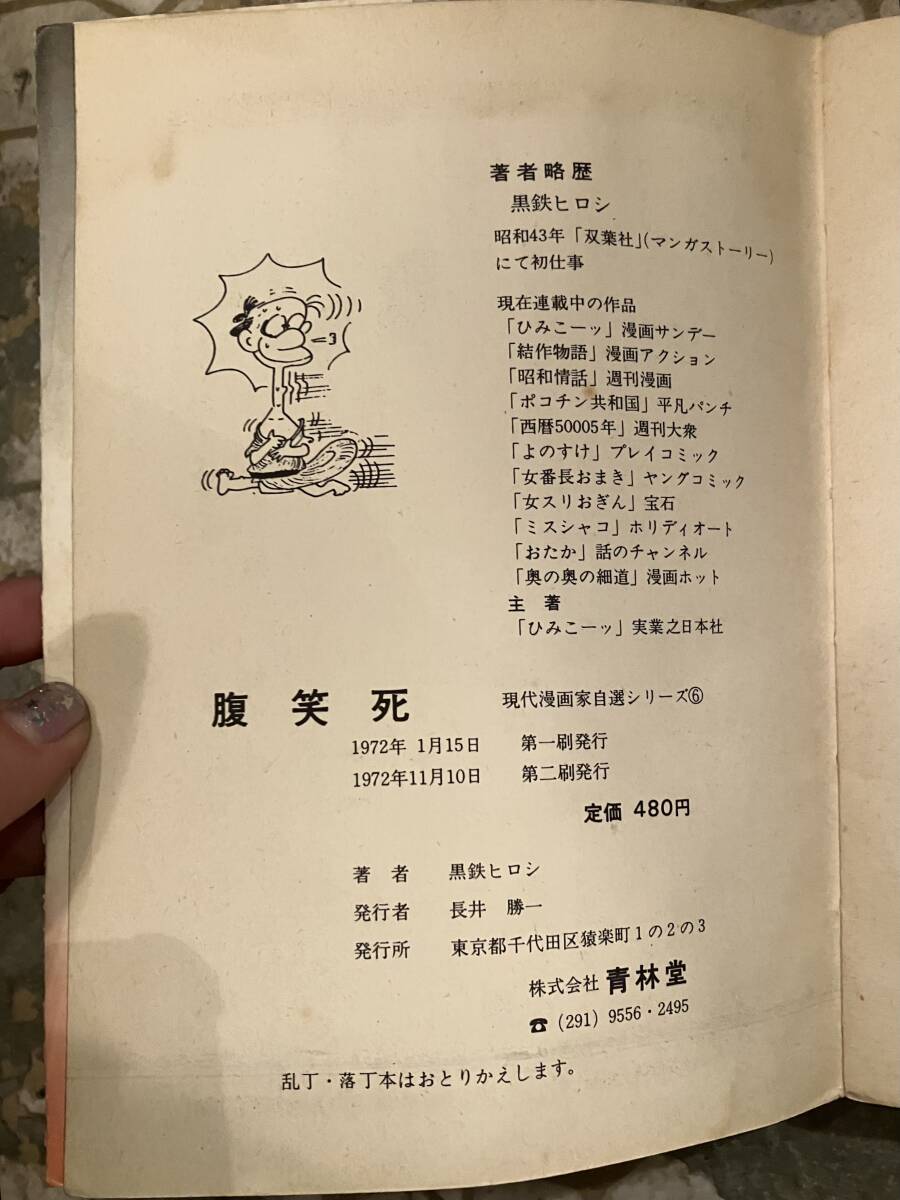 著者略歴
黒鉄ヒロシ
昭和43年「双葉社」(マンガストーリー)
にて初仕事
現在連載中の作品
「ひみこーッ」漫画サンデー
「結作物語」漫画アクション
「昭和情話」週刊漫画
「ポコチン共和国」平凡パンチ
「西暦50005年」週刊大衆
「よのすけ」プレイコミック
「女番長おまき」ヤングコミック
「女スリおぎん」宝石
「ミスシャコ」ホリディオート
「おたか」話のチャンネル
「奥の奥の細道」漫画ホット
主著
「ひみこーッ」実業之日本社
3
腹笑死 現代漫画家自選シリーズ⑥
1972年 1月15日 第一刷発行
1972年11月10日 第二刷発行
定価 480円
著者 黒鉄ヒロシ
発行者 長井 勝一
発行所 東京都千代田区猿楽町1の2の3
株式会社 青林堂
☎ (291) 9556・2495
乱丁・落丁本はおとりかえします。